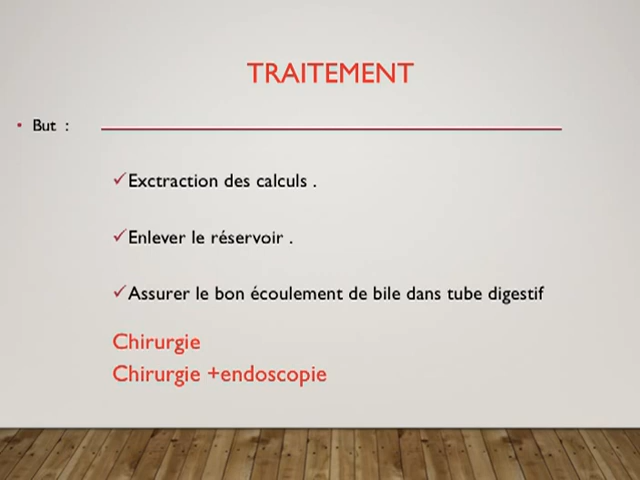 TRAITEMENT
• But :
✓Exctraction des calculs .
✓Enlever le réservoir .
✓Assurer le bon écoulement de bile dans tube digestif
Chirurgie
Chirurgie +endoscopie